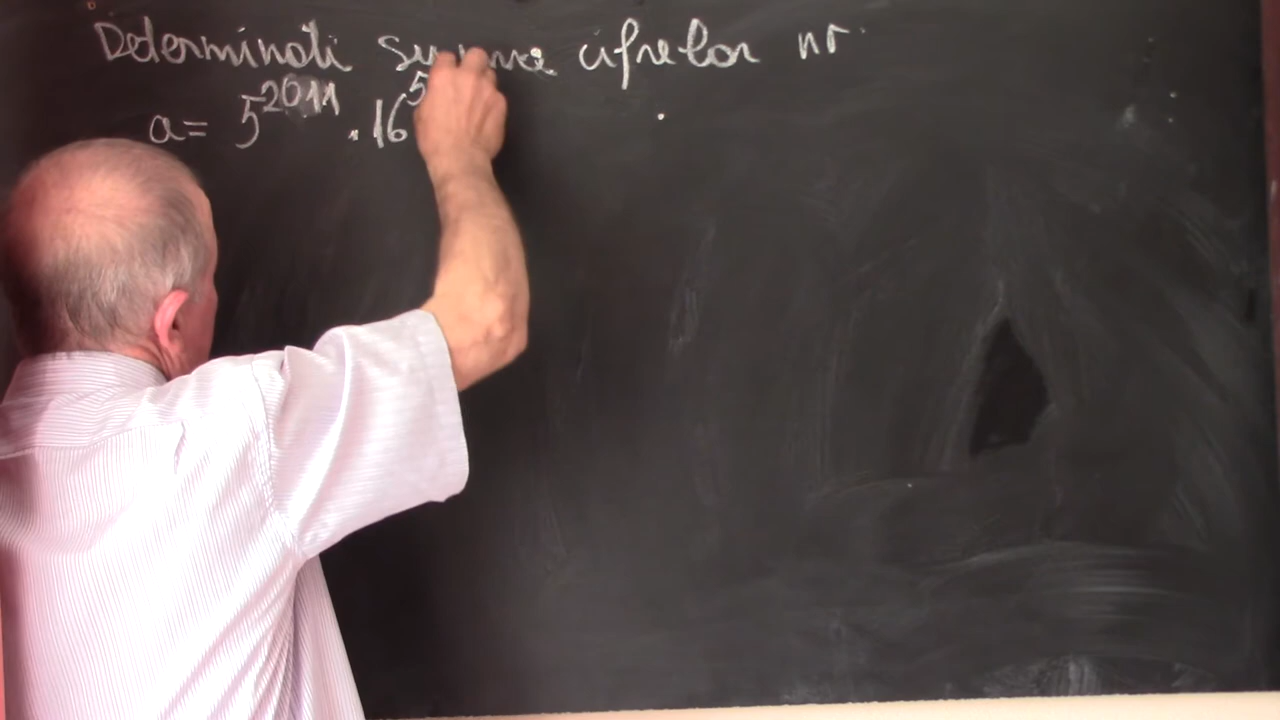 Determinati suma cifrelor nr.
a = 5^2011 . 16^5